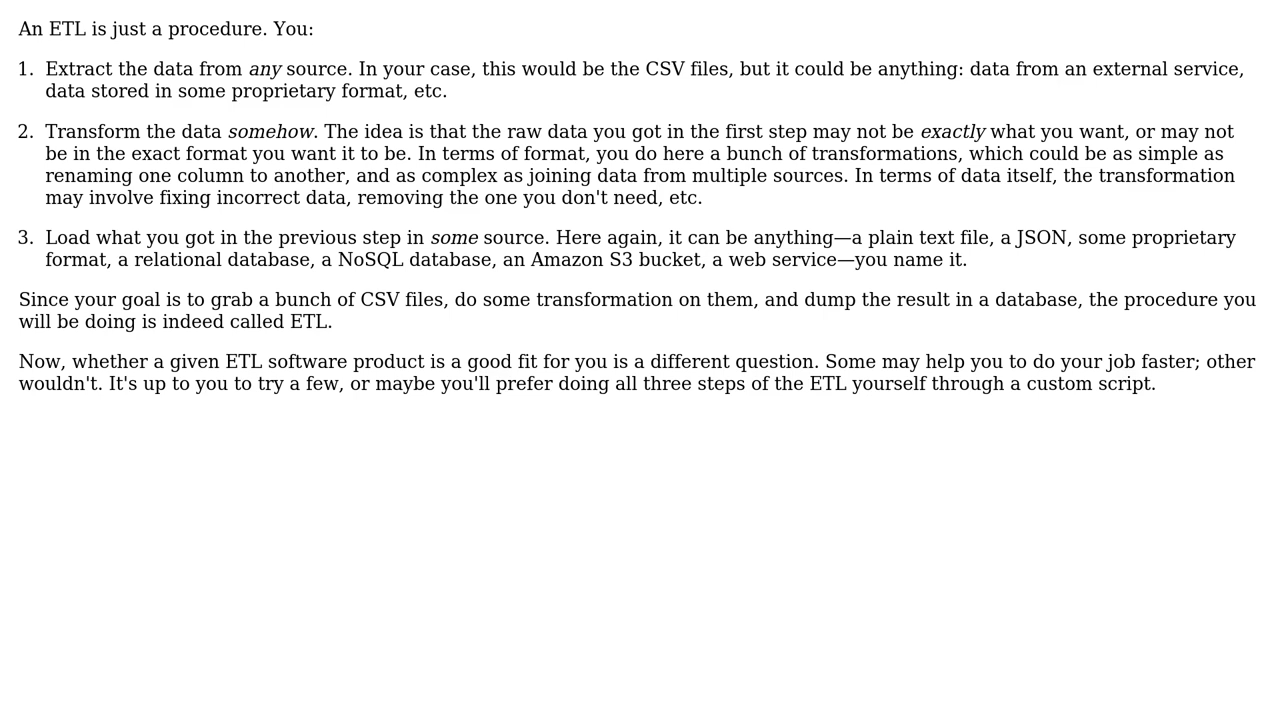 An ETL is just a procedure. You:
1. Extract the data from any source. In your case, this would be the CSV files, but it could be anything: data from an external service,
data stored in some proprietary format, etc.
2. Transform the data somehow. The idea is that the raw data you got in the first step may not be exactly what you want, or may not
be in the exact format you want it to be. In terms of format, you do here a bunch of transformations, which could be as simple as
renaming one column to another, and as complex as joining data from multiple sources. In terms of data itself, the transformation
may involve fixing incorrect data, removing the one you don't need, etc.
3. Load what you got in the previous step in some source. Here again, it can be anything—a plain text file, a JSON, some proprietary
format, a relational database, a NoSQL database, an Amazon S3 bucket, a web service—you name it.
Since your goal is to grab a bunch of CSV files, do some transformation on them, and dump the result in a database, the procedure you
will be doing is indeed called ETL.
Now, whether a given ETL software product is a good fit for you is a different question. Some may help you to do your job faster; other
wouldn't. It's up to you to try a few, or maybe you'll prefer doing all three steps of the ETL yourself through a custom script.